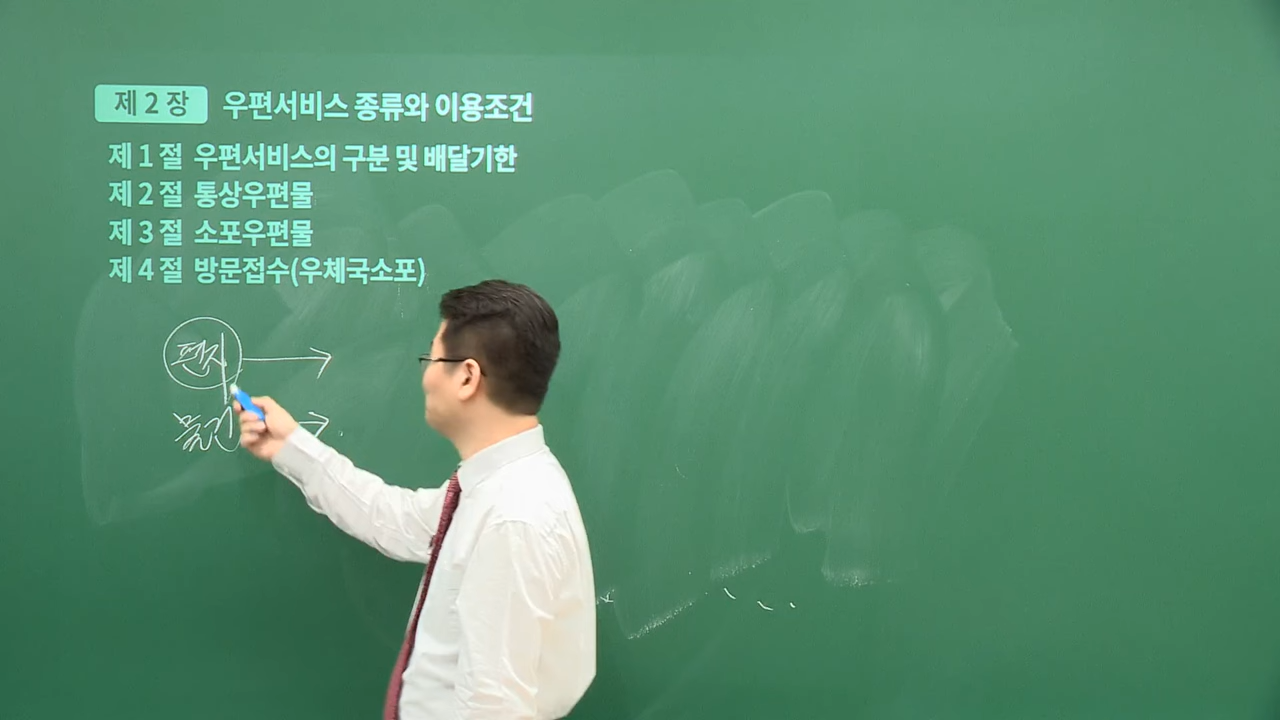 제 2 장 우편서비스 종류와 이용조건
제 1 절 우편서비스의 구분 및 배달기한
제 2 절 통상우편물
제 3 절 소포우편물
제 4 절 방문접수(우체국소포)
편지
물건